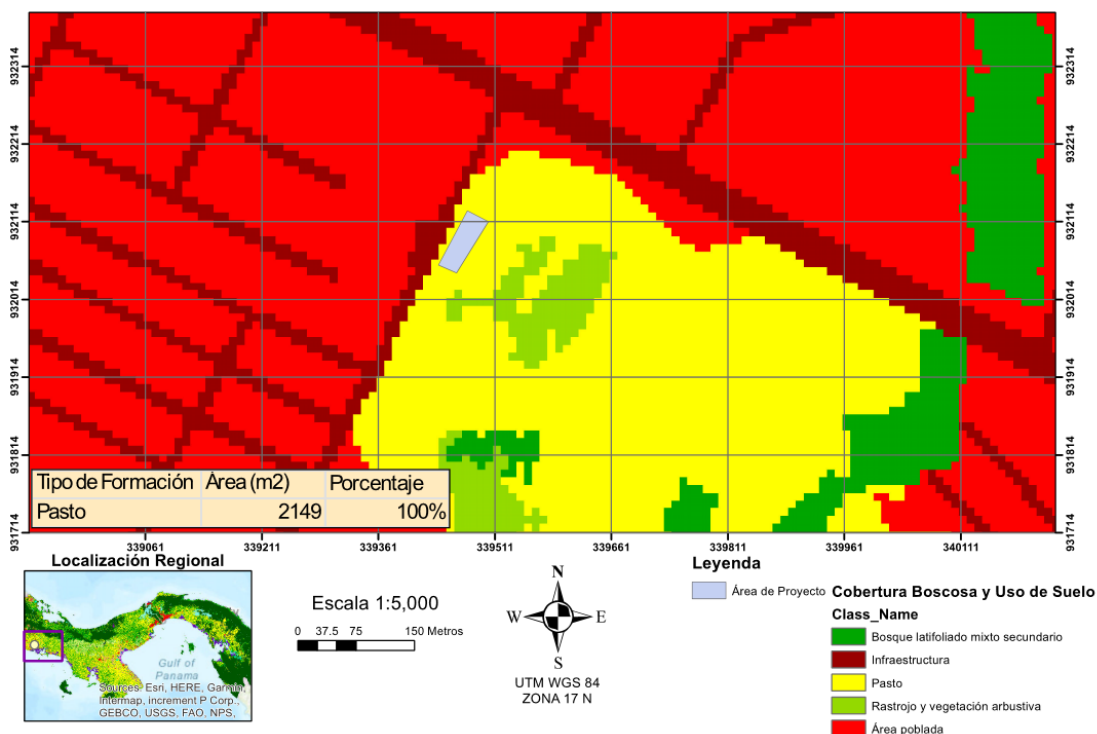 932314
932314
932214
932214
932114
932114
932014
932014
931914
931914
931814
931814
931714
931714
Tipo de Formación Área (m2) Porcentaje
Pasto 2149 100%
339061 339211 339361 339511 339661 339811 339961 340111
Localización Regional
Gulf of
Panama
Sources: Esri, HERE, Garmin,
Intermap, increment P Corp.,
GEBCO, USGS, FAO, NPS,
Escala 1:5,000
0 37.5 75 150 Metros
N
W E
S
UTM WGS 84
ZONA 17 N
Leyenda
Área de Proyecto
Cobertura Boscosa y Uso de Suelo
Class_Name
Bosque latifoliado mixto secundario
Infraestructura
Pasto
Rastrojo y vegetación arbustiva
Área poblada